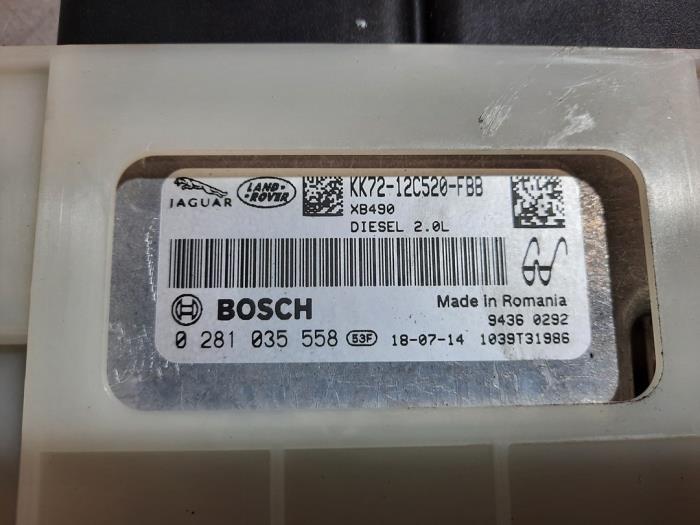 JAGUAR
LAND-ROVER
KK72-12C520-FBB
XB490
DIESEL 2.0L
BOSCH
Made in Romania
9436 0292
0 281 035 558 53F 18-07-14 1039T31986